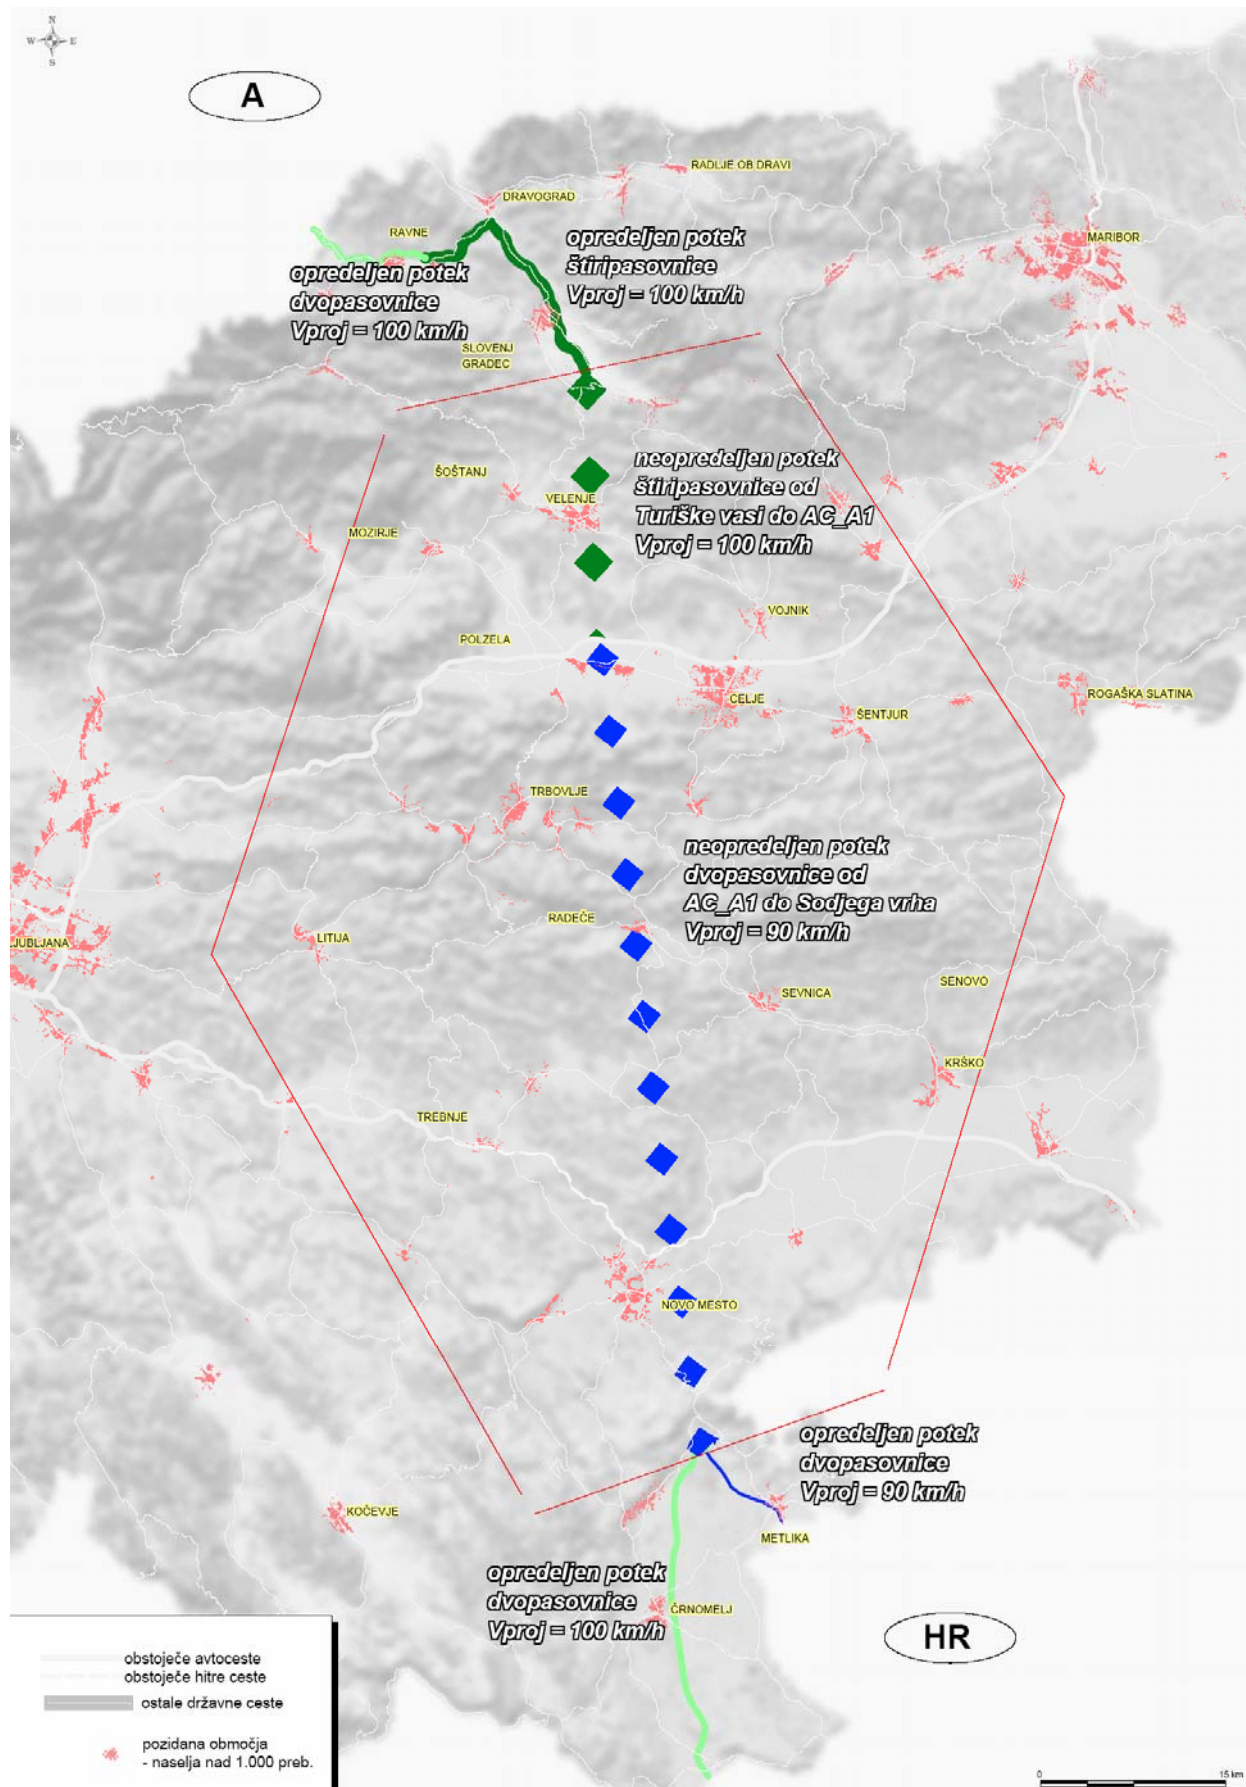 N
W E
S
A
RADLJE OB DRAVI
DRAVOGRAD
RAVNE
MARIBOR
opredeljen potek
štiripasovnice
Vproj = 100 km/h
opredeljen potek
dvopasovnice
Vproj = 100 km/h
SLOVENJ
GRADEC
neopredeljen potek
štiripasovnice od
Turiške vasi do AC_A1
Vproj = 100 km/h
ŠOŠTANJ
VELENJE
MOZIRJE
VOJNIK
POLZELA
CELJE
ROGAŠKA SLATINA
ŠENTJUR
TRBOVLJE
neopredeljen potek
dvopasovnice od
AC_A1 do Sodjega vrha
Vproj = 90 km/h
RADEČE
LITIJA
LJUBLJANA
SENOVO
SEVNICA
KRŠKO
TREBNJE
NOVO MESTO
opredeljen potek
dvopasovnice
Vproj = 90 km/h
KOČEVJE
METLIKA
opredeljen potek
dvopasovnice
Vproj = 100 km/h
ČRNOMELJ
HR
obstoječe avtoceste
obstoječe hitre ceste
ostale državne ceste
pozidana območja
- naselja nad 1.000 preb.
0 15 km